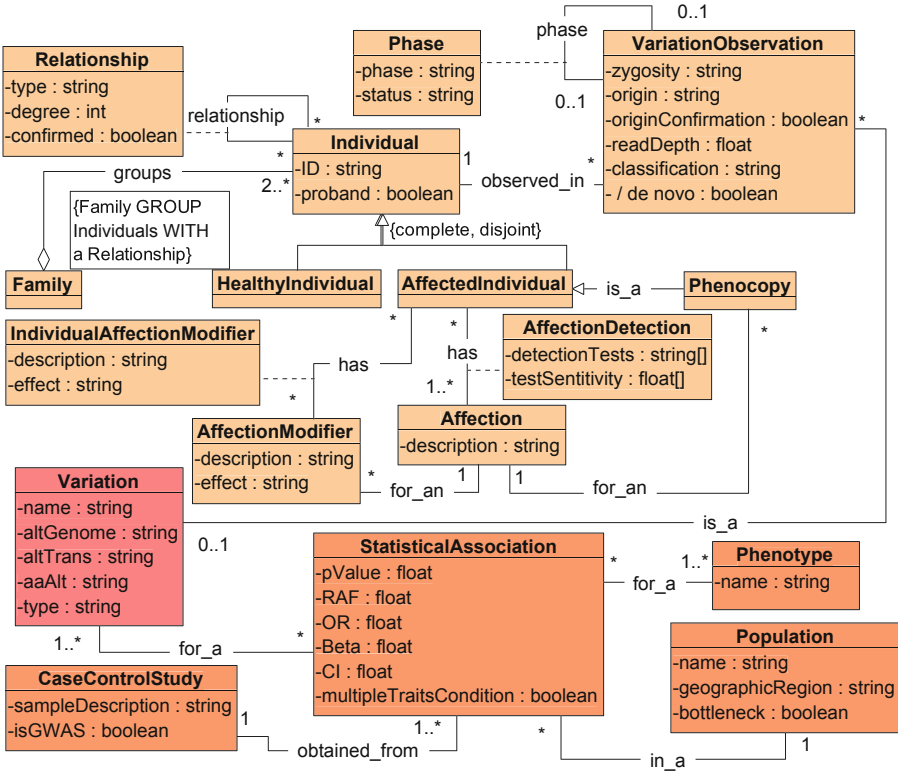 Relationship
-type : string
-degree : int
-confirmed : boolean
relationship
*
*
Phase
-phase : string
-status : string
phase
0..1
0..1
VariationObservation
-zygosity : string
-origin : string
-originConfirmation : boolean
-readDepth : float
-classification : string
- / de novo : boolean
*
Individual
-ID : string
-proband : boolean
1
observed_in
*
groups
2..*
{Family GROUP
Individuals WITH
a Relationship}
{complete, disjoint}
Family
HealthyIndividual
AffectedIndividual
is_a
Phenocopy
IndividualAffectionModifier
-description : string
-effect : string
*
has
*
*
has
1..*
AffectionDetection
-detectionTests : string[]
-testSentitivity : float[]
*
AffectionModifier
-description : string
-effect : string
Affection
-description : string
*
for_an
1
1
for_an
Variation
-name : string
-altGenome : string
-altTrans : string
-aaAlt : string
-type : string
0..1
is_a
StatisticalAssociation
-pValue : float
-RAF : float
-OR : float
-Beta : float
-CI : float
-multipleTraitsCondition : boolean
*
for_a
1..*
Phenotype
-name : string
1..*
for_a
*
Population
-name : string
-geographicRegion : string
-bottleneck : boolean
CaseControlStudy
-sampleDescription : string
-isGWAS : boolean
1
obtained_from
1..*
*
in_a
1